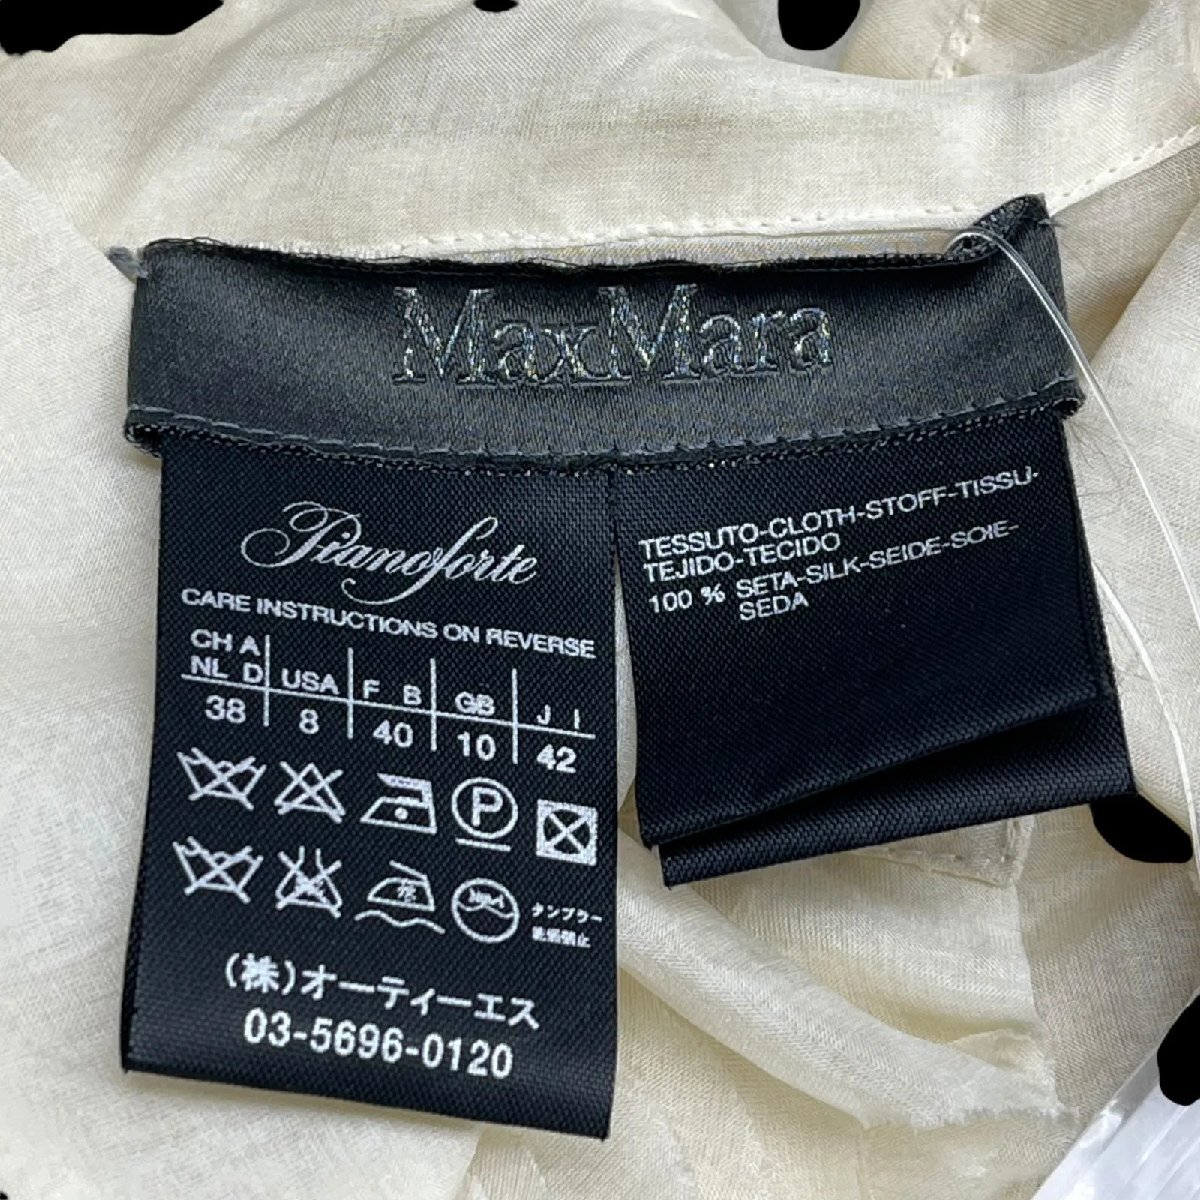 MaxMara
Pianoforte
CARE INSTRUCTIONS ON REVERSE
CH A
NL D USA F B GB J I
38 8 40 10 42
P
タンブラー
乾燥禁止
(株)オーティーエス
03-5696-0120
TESSUTO-CLOTH-STOFF-TISSU-
TEJIDO-TECIDO
100 % SETA-SILK-SEIDE-SOIE-
SEDA